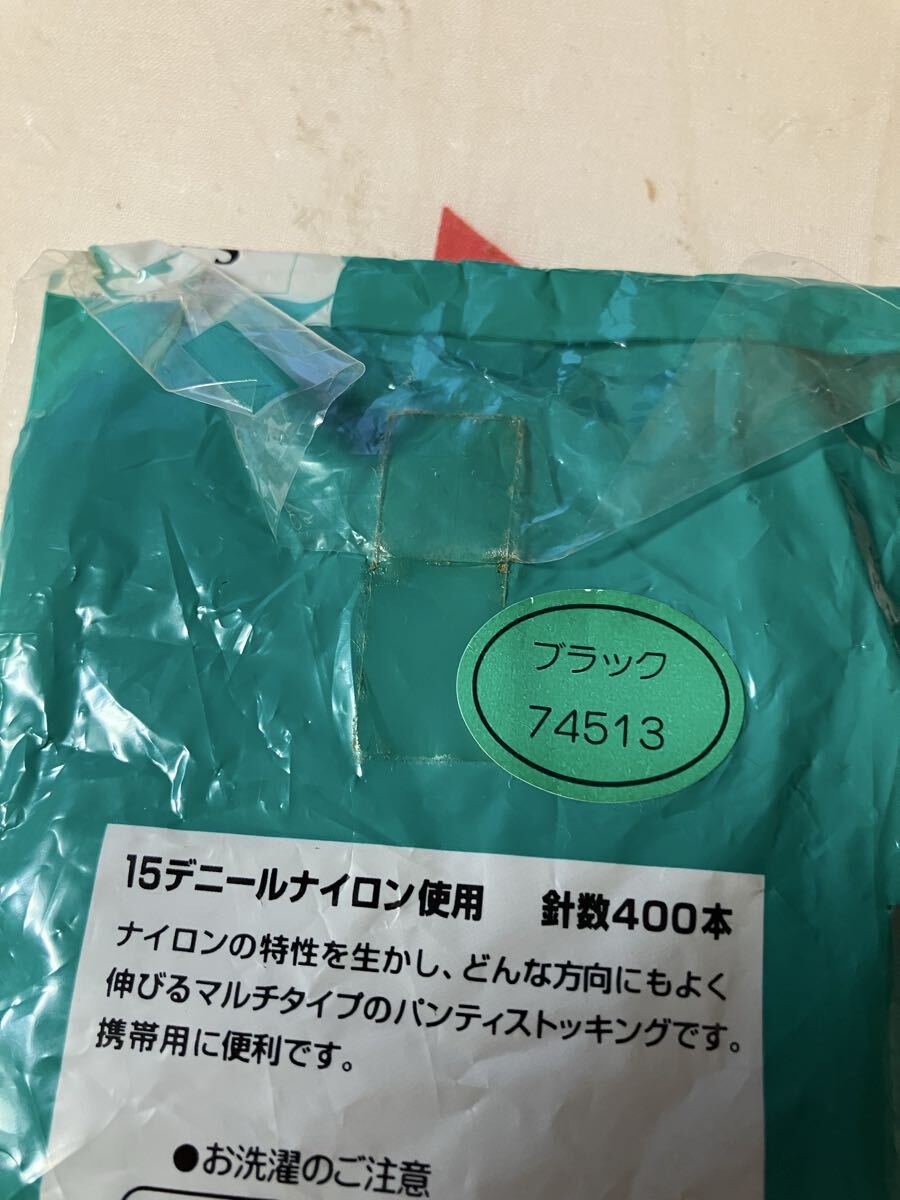 S
ブラック
74513
15デニールナイロン使用 針数400本
ナイロンの特性を生かし、どんな方向にもよく
伸びるマルチタイプのパンティストッキングです。
携帯用に便利です。
●お洗濯のご注意